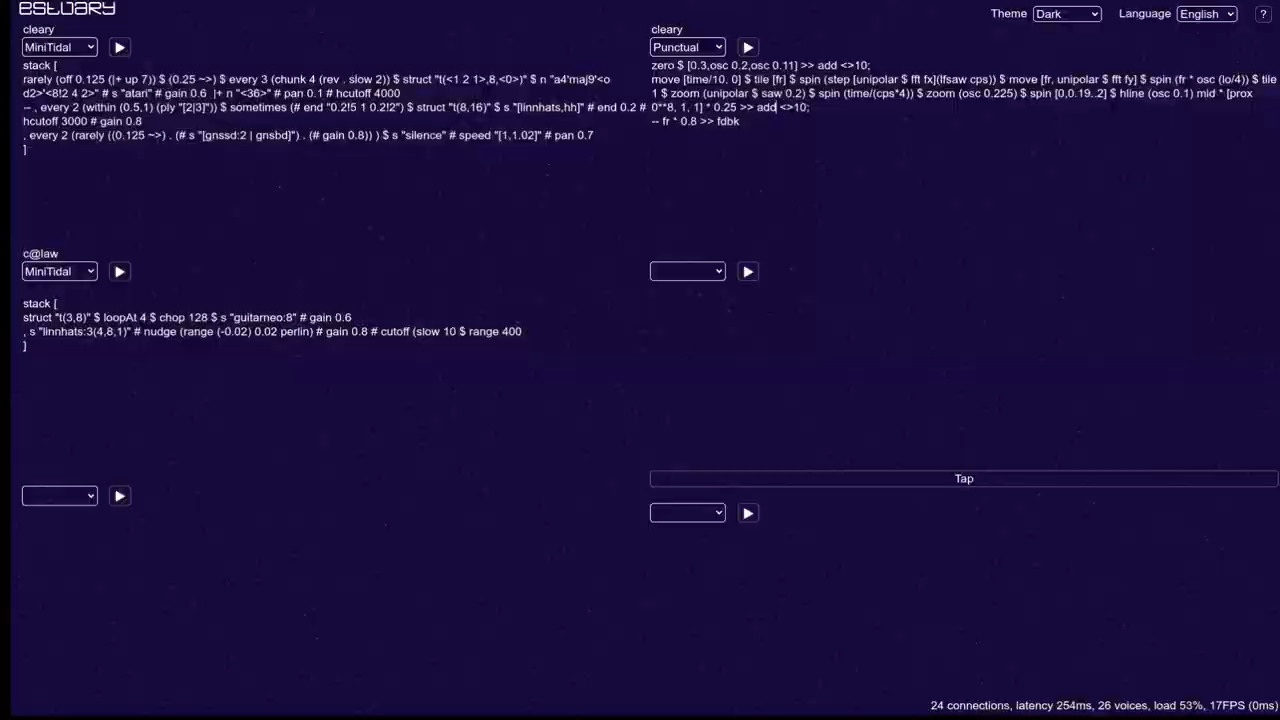 estuary
Theme Dark Language English ?
cleary
MiniTidal
stack [
rarely (off 0.125 (|+ up 7)) $ (0.25 ~>) $ every 3 (chunk 4 (rev . slow 2)) $ struct "t(<1 2 1>,8,<0>)" $ n "a4'maj9'<o
d2>'<8!2 4 2>" # s "atari" # gain 0.6 |+ n "<36>" # pan 0.1 # hcutoff 4000
-- , every 2 (within (0.5,1) (ply "[2|3]")) $ sometimes (# end "0.2!5 1 0.2!2") $ struct "t(8,16)" $ s "[linnhats,hh]" # end 0.2 #
hcutoff 3000 # gain 0.8
, every 2 (rarely ((0.125 ~>) . (# s "[gnssd:2 | gnsbd]") . (# gain 0.8)) ) $ s "silence" # speed "[1,1.02]" # pan 0.7
]
cleary
Punctual
zero $ [0.3,osc 0.2,osc 0.11] >> add <>10;
move [time/10, 0] $ tile [fr] $ spin (step [unipolar $ fft fx](lfsaw cps)) $ move [fr, unipolar $ fft fy] $ spin (fr * osc (lo/4)) $ tile
1 $ zoom (unipolar $ saw 0.2) $ spin (time/(cps*4)) $ zoom (osc 0.225) $ spin [0,0.19..2] $ hline (osc 0.1) mid * [prox
0**8, 1, 1] * 0.25 >> add <>10;
-- fr * 0.8 >> fdbk
c@law
MiniTidal
stack [
struct "t(3,8)" $ loopAt 4 $ chop 128 $ s "guitarneo:8" # gain 0.6
, s "linnhats:3(4,8,1)" # nudge (range (-0.02) 0.02 perlin) # gain 0.8 # cutoff (slow 10 $ range 400
]
Tap
24 connections, latency 254ms, 26 voices, load 53%, 17FPS (0ms)